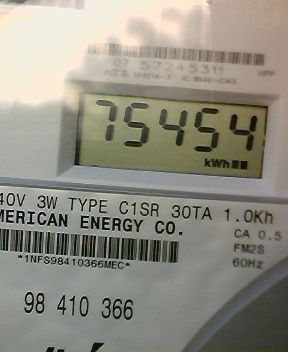 07 57245311
75454
kWh
40V 3W TYPE C1SR 30TA 1.0Kh
MERICAN ENERGY CO.
CA 0.5
FM2S
*1NFS98410366MEC*
60Hz
98 410 366